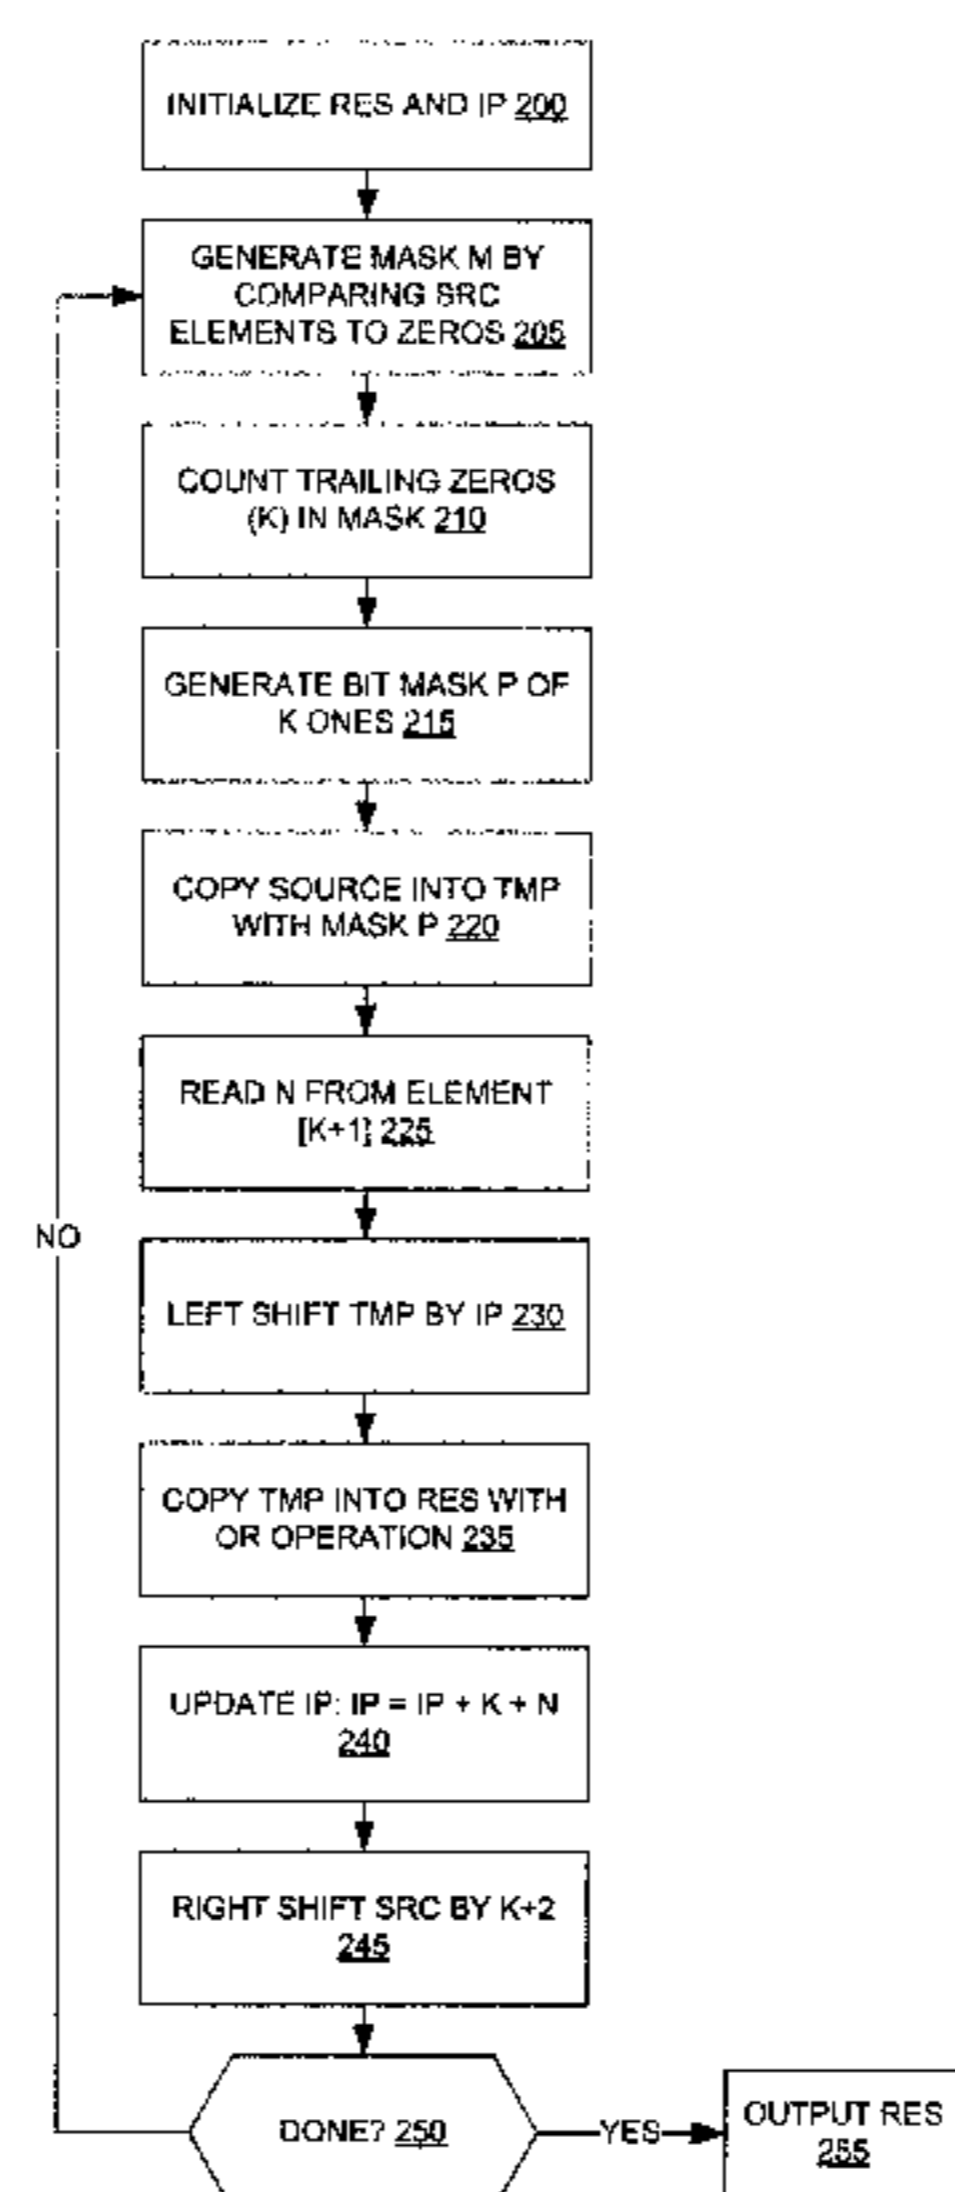 INITIALIZE RES AND IP 200
GENERATE MASK M BY
COMPARING SRC
ELEMENTS TO ZEROS 205
COUNT TRAILING ZEROS
(K) IN MASK 210
GENERATE BIT MASK P OF
K ONES 215
COPY SOURCE INTO TMP
WITH MASK P 220
READ N FROM ELEMENT
[K+1] 225
NO
LEFT SHIFT TMP BY IP 230
COPY TMP INTO RES WITH
OR OPERATION 235
UPDATE IP: IP = IP + K + N
240
RIGHT SHIFT SRC BY K+2
245
DONE? 250
YES
OUTPUT RES
255